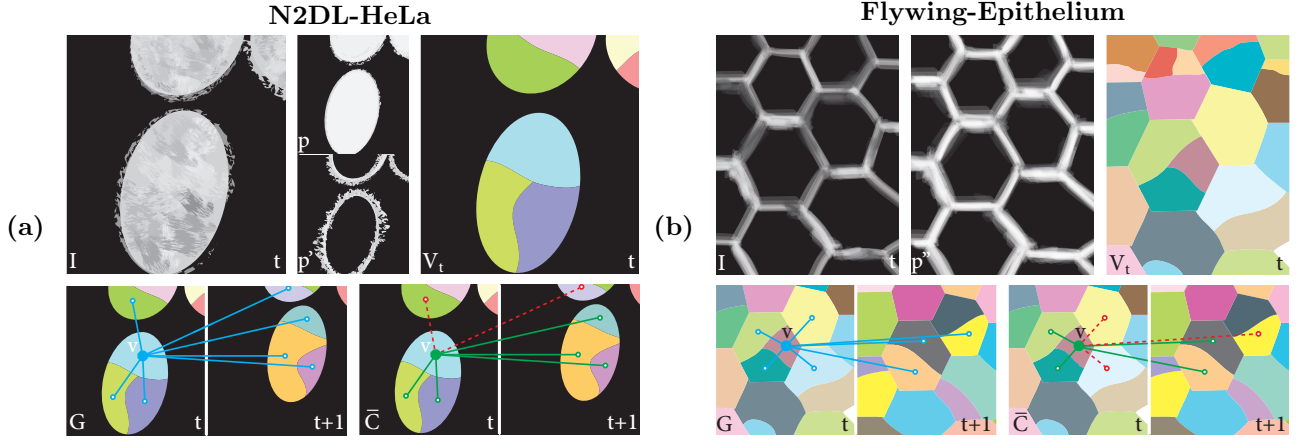 N2DL-HeLa
Flywing-Epithelium
(a)
I t
p
p'
V_t t
G v t
t+1
C̅ v t
t+1
(b)
I t
p''
V_t t
G v t
t+1
C̅ v t
t+1